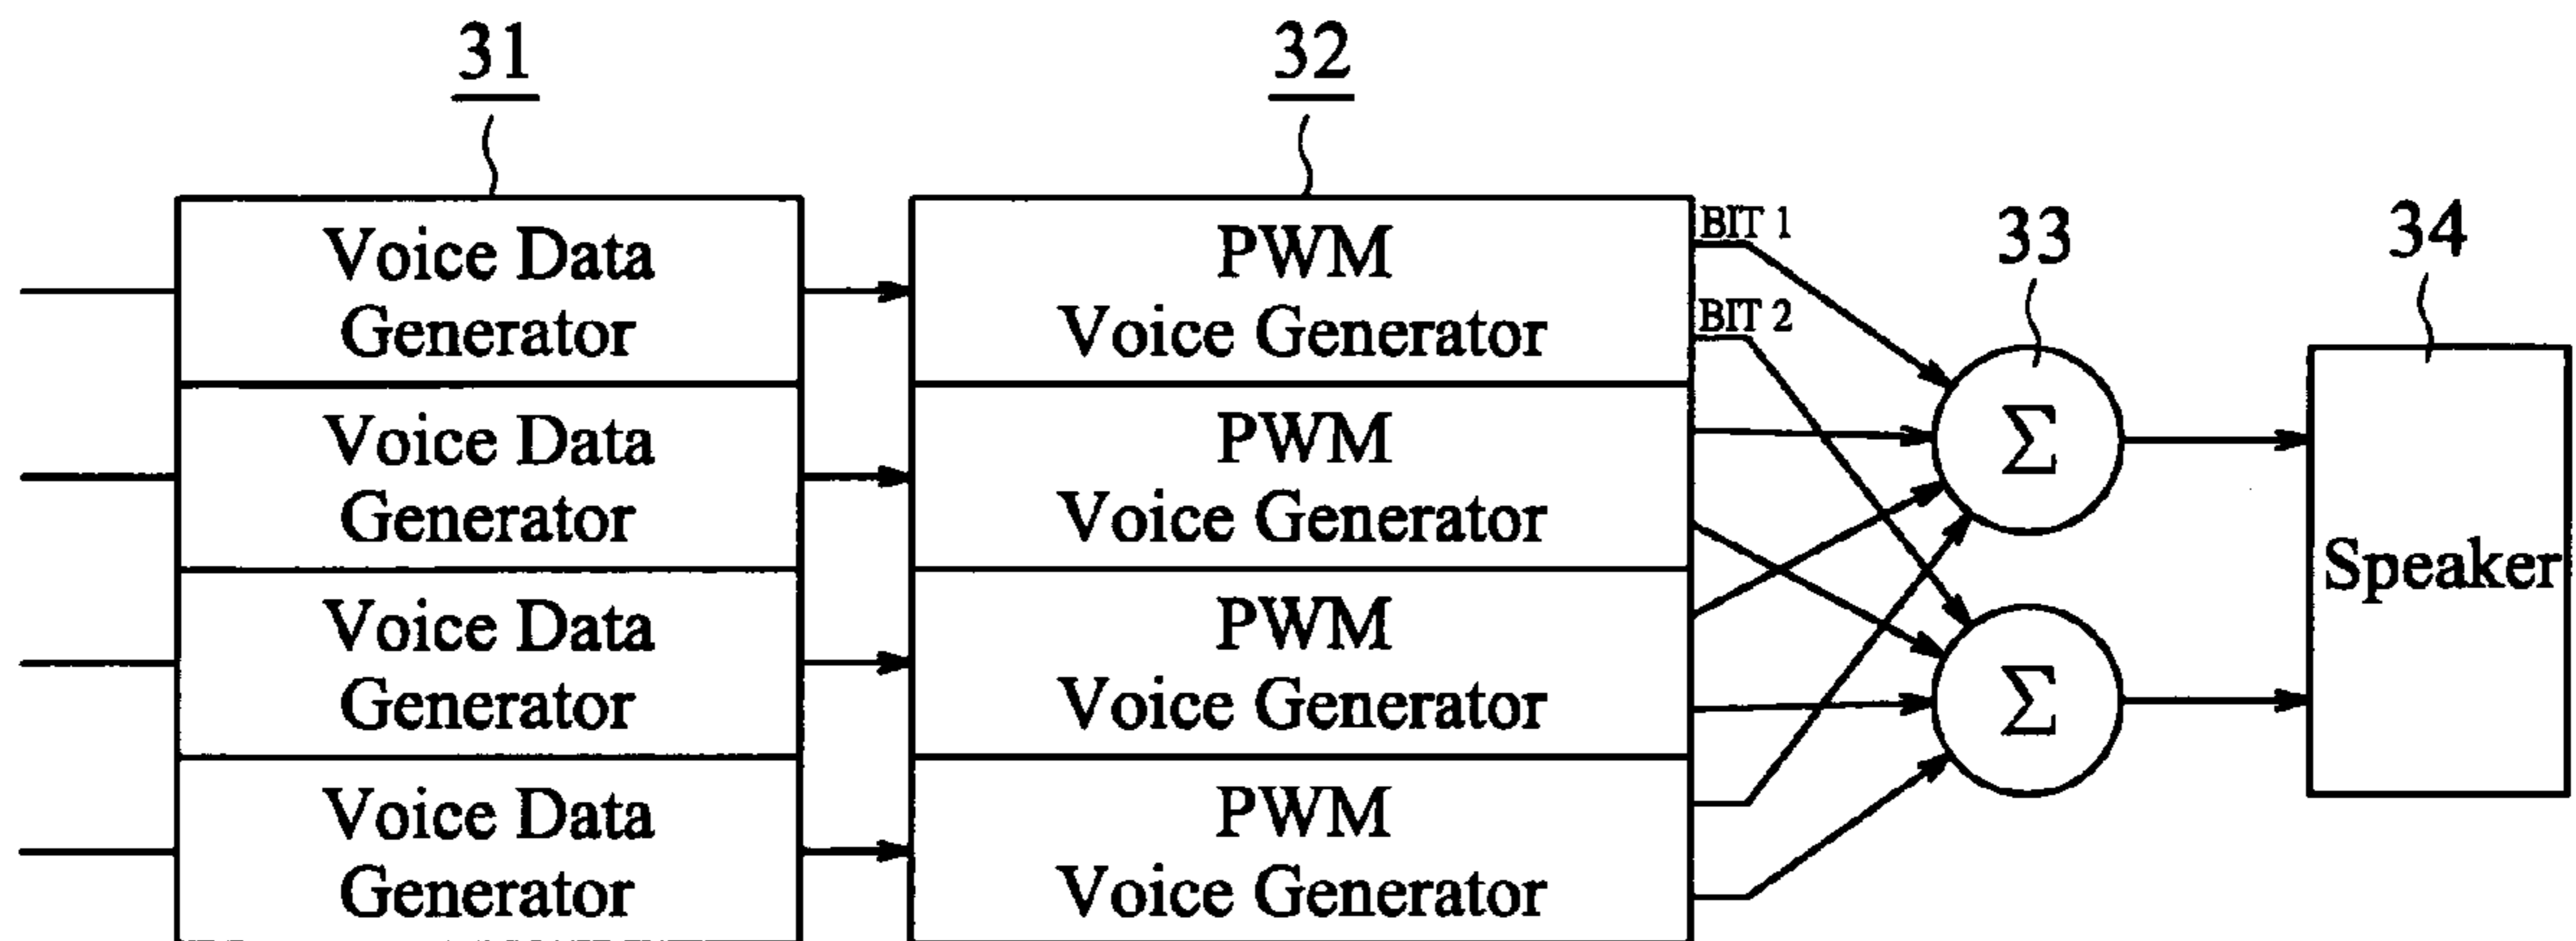 31
32
33
34
Voice Data
Generator
PWM
Voice Generator
BIT 1
BIT 2
Voice Data
Generator
PWM
Voice Generator
Voice Data
Generator
PWM
Voice Generator
Voice Data
Generator
PWM
Voice Generator
Σ
Σ
Speaker